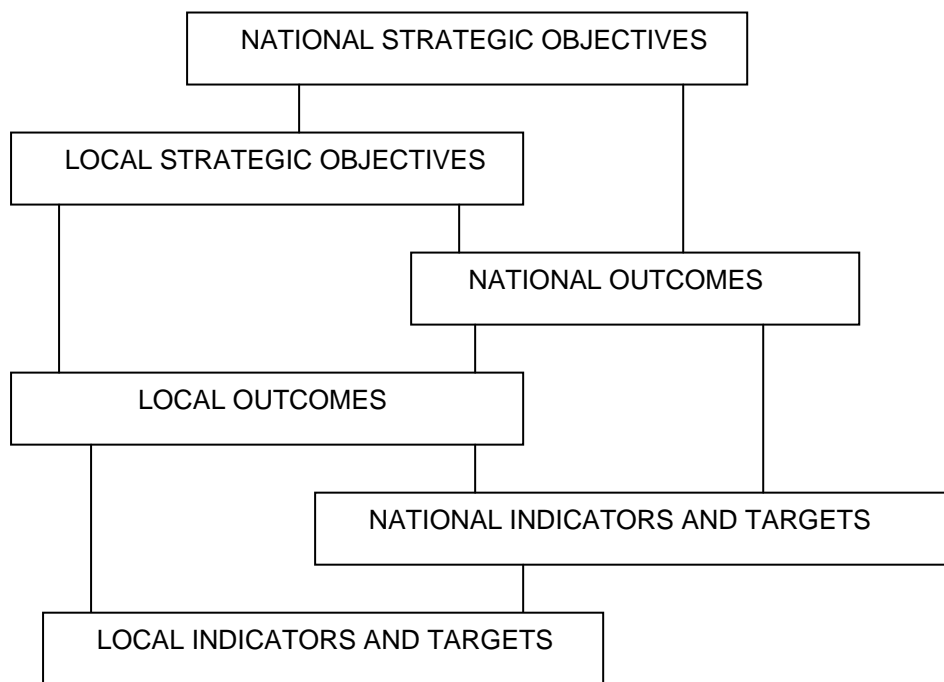 NATIONAL STRATEGIC OBJECTIVES
LOCAL STRATEGIC OBJECTIVES
NATIONAL OUTCOMES
LOCAL OUTCOMES
NATIONAL INDICATORS AND TARGETS
LOCAL INDICATORS AND TARGETS